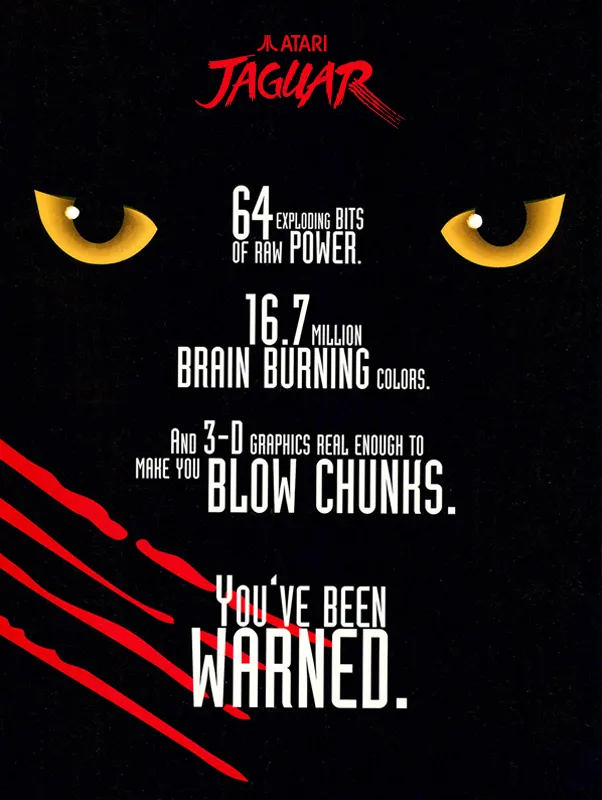 ATARI
JAGUAR
64 EXPLODING BITS
OF RAW POWER.
16.7 MILLION
BRAIN BURNING COLORS.
AND 3-D GRAPHICS REAL ENOUGH TO
MAKE YOU BLOW CHUNKS.
YOU‘VE BEEN
WARNED.